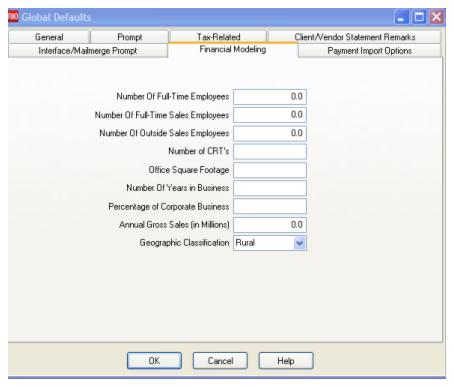 TBO Global Defaults
General Prompt Tax-Related Client/Vendor Statement Remarks
Interface/Mailmerge Prompt Financial Modeling Payment Import Options
Number Of Full-Time Employees 0.0
Number Of Full-Time Sales Employees 0.0
Number Of Outside Sales Employees 0.0
Number of CRT's
Office Square Footage
Number Of Years in Business
Percentage of Corporate Business
Annual Gross Sales (in Millions) 0.0
Geographic Classification Rural
OK Cancel Help